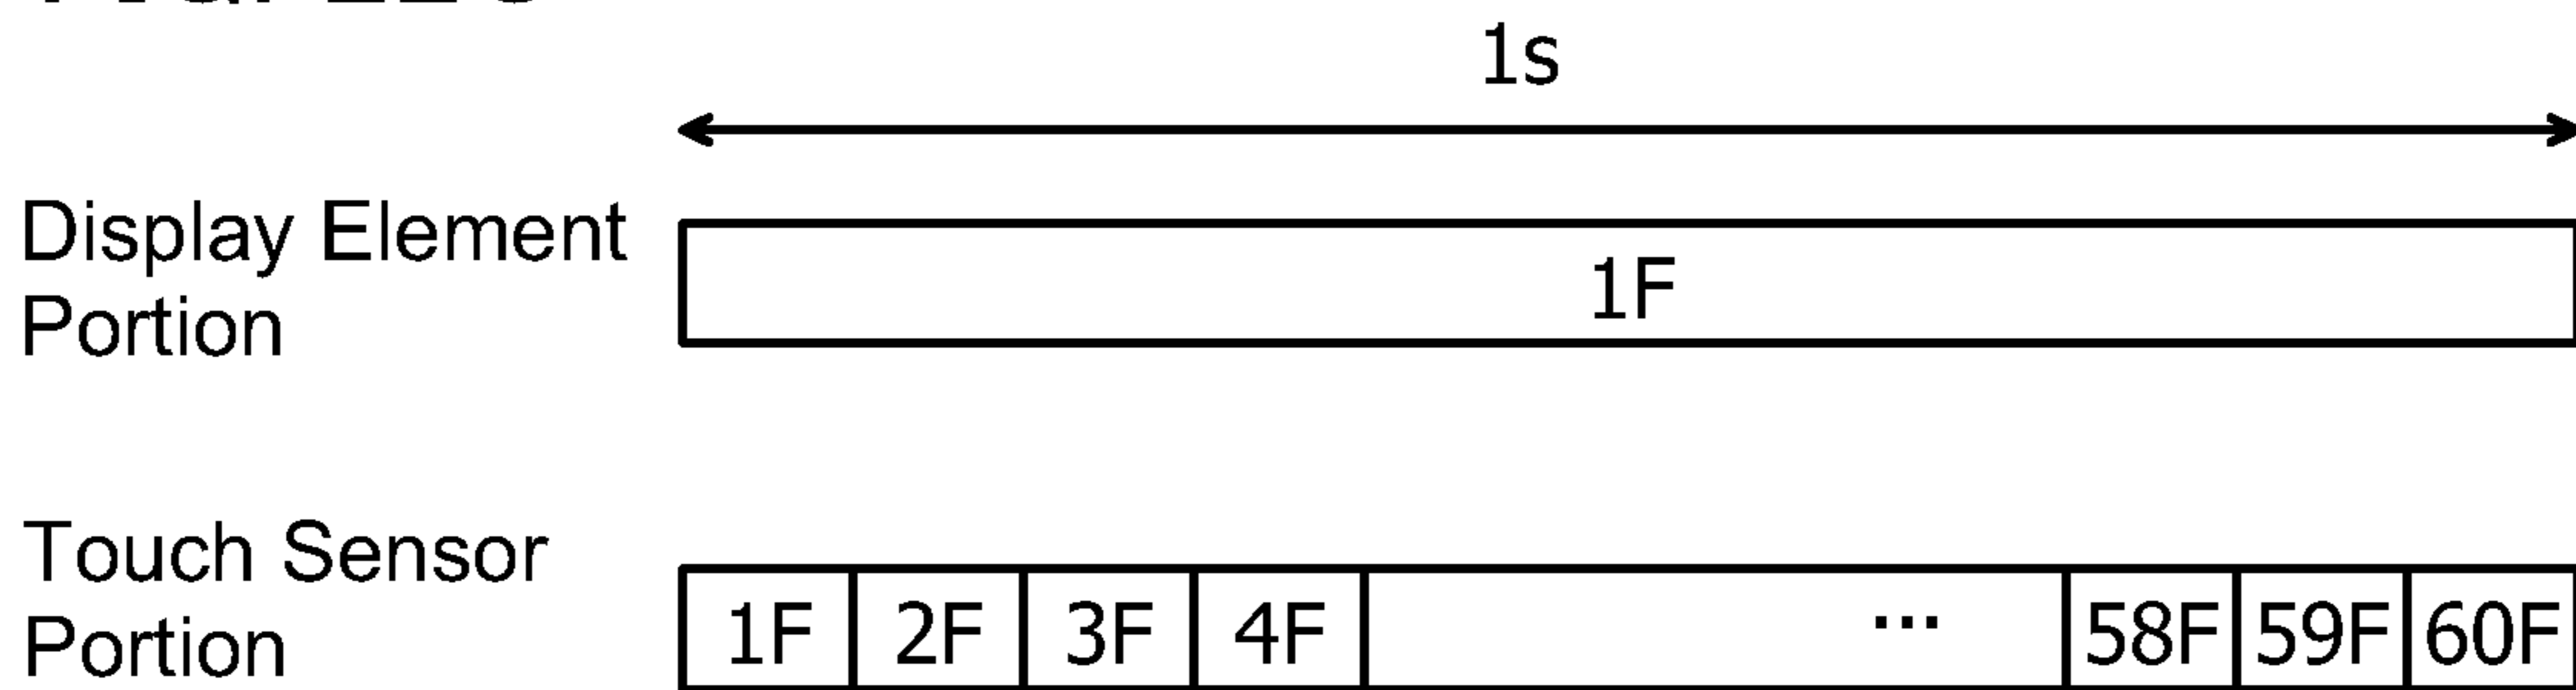 1s
Display Element
Portion
1F
Touch Sensor
Portion
1F 2F 3F 4F ... 58F 59F 60F